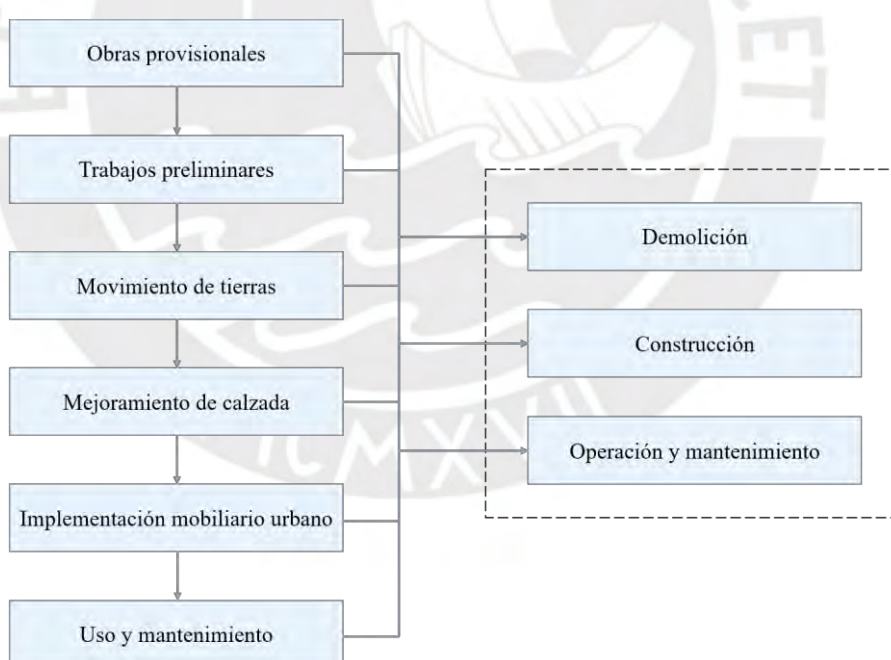 Obras provisionales
Trabajos preliminares
Movimiento de tierras
Mejoramiento de calzada
Implementación mobiliario urbano
Uso y mantenimiento
Demolición
Construcción
Operación y mantenimiento
ICMXVII